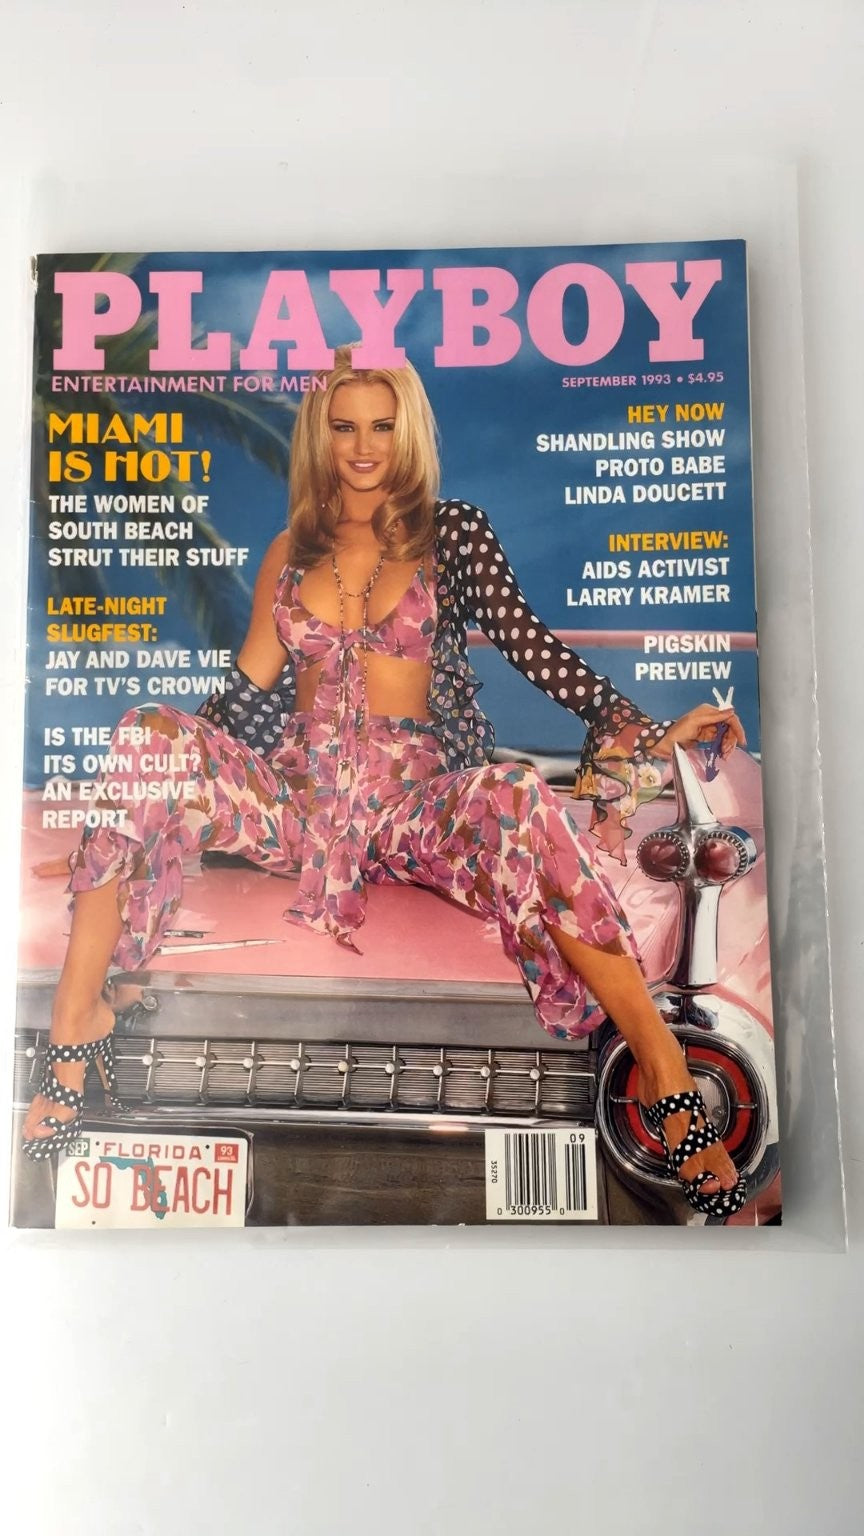 PLAYBOY
ENTERTAINMENT FOR MEN
SEPTEMBER 1993 • $4.95
MIAMI
IS HOT!
THE WOMEN OF
SOUTH BEACH
STRUT THEIR STUFF
LATE-NIGHT
SLUGFEST:
JAY AND DAVE VIE
FOR TV'S CROWN
IS THE FBI
ITS OWN CULT?
AN EXCLUSIVE
REPORT
HEY NOW
SHANDLING SHOW
PROTO BABE
LINDA DOUCETT
INTERVIEW:
AIDS ACTIVIST
LARRY KRAMER
PIGSKIN
PREVIEW
SEP FLORIDA 93
SO BEACH
09
35270
0 300955 0